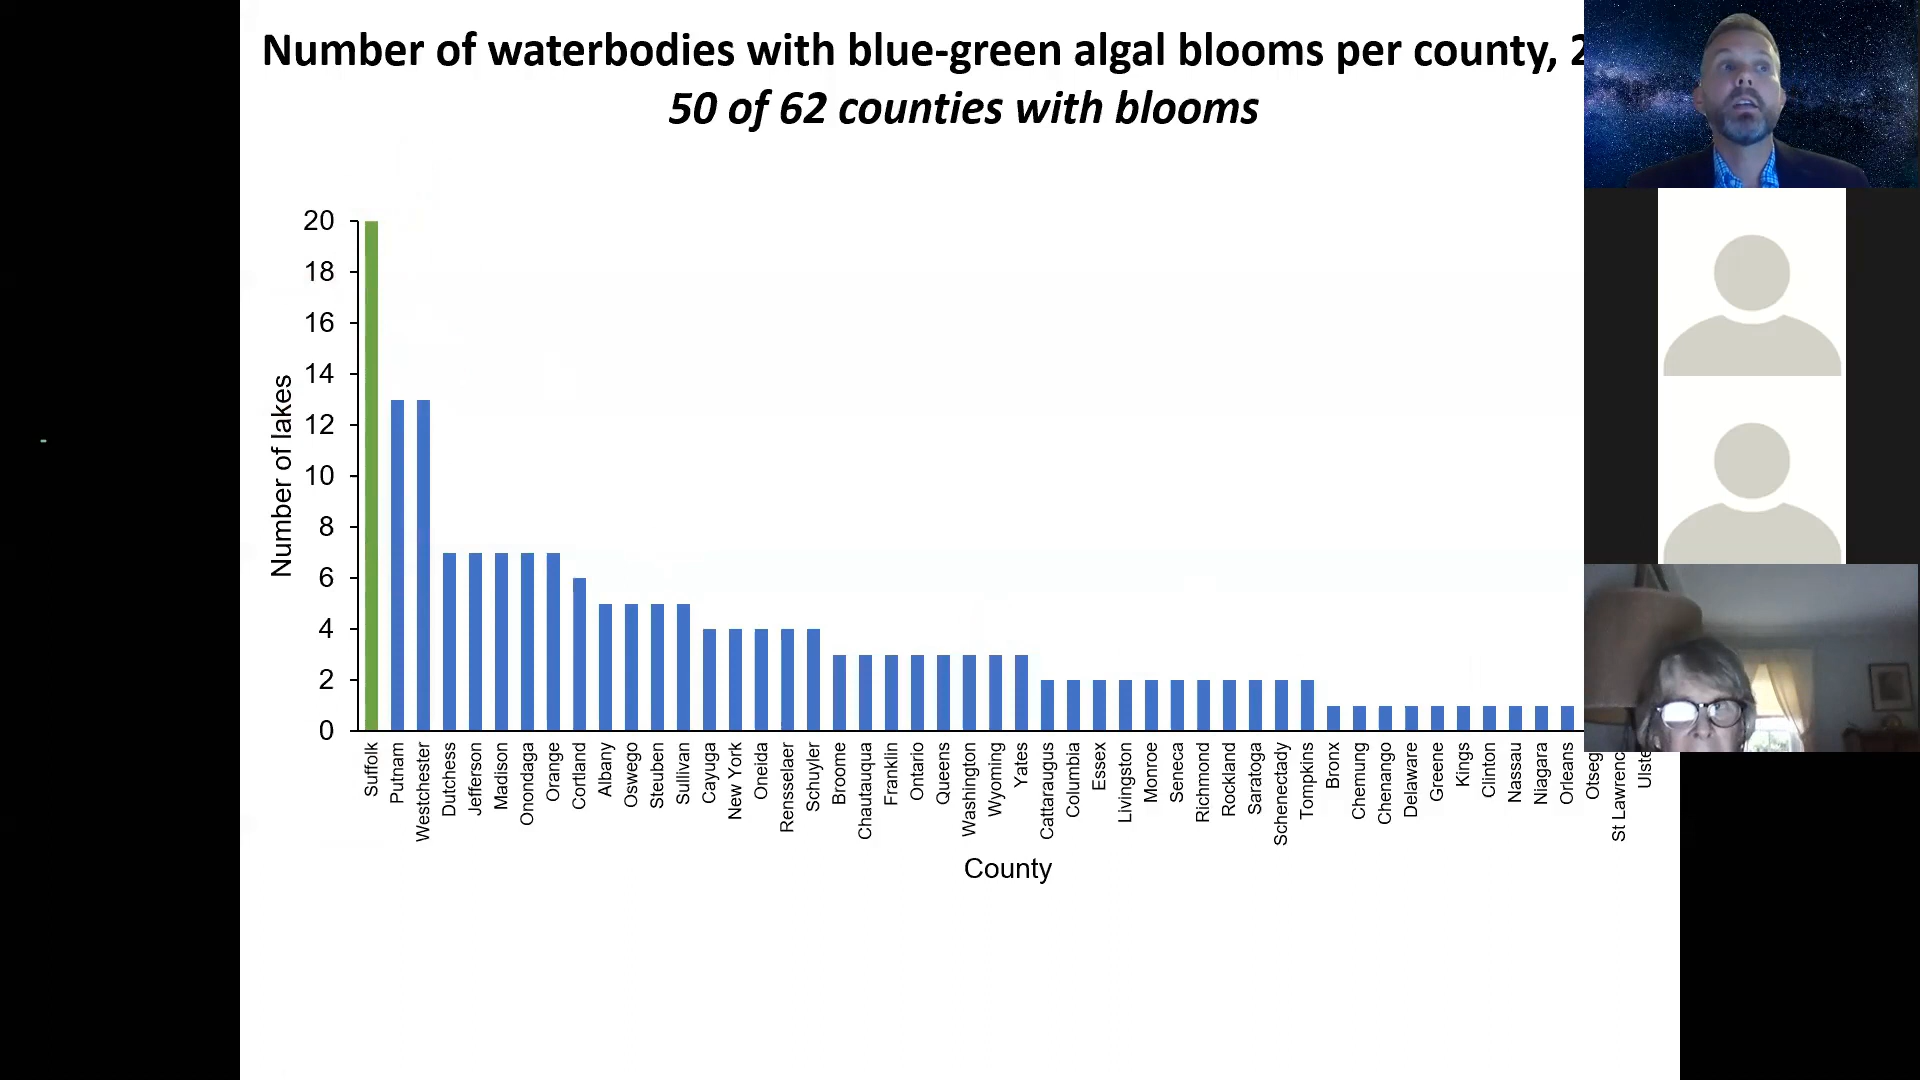 Number of waterbodies with blue-green algal blooms per county, 2
50 of 62 counties with blooms
20
18
16
14
12
10
8
6
4
2
0
Number of lakes
Suffolk
Putnam
Westchester
Dutchess
Jefferson
Madison
Onondaga
Orange
Cortland
Albany
Oswego
Steuben
Sullivan
Cayuga
New York
Oneida
Rensselaer
Schuyler
Broome
Chautauqua
Franklin
Ontario
Queens
Washington
Wyoming
Yates
Cattaraugus
Columbia
Essex
Livingston
Monroe
Seneca
Richmond
Rockland
Saratoga
Schenectady
Tompkins
Bronx
Chemung
Chenango
Delaware
Greene
Kings
Clinton
Nassau
Niagara
Orleans
Otseg
St Lawrenc
Ulste
County